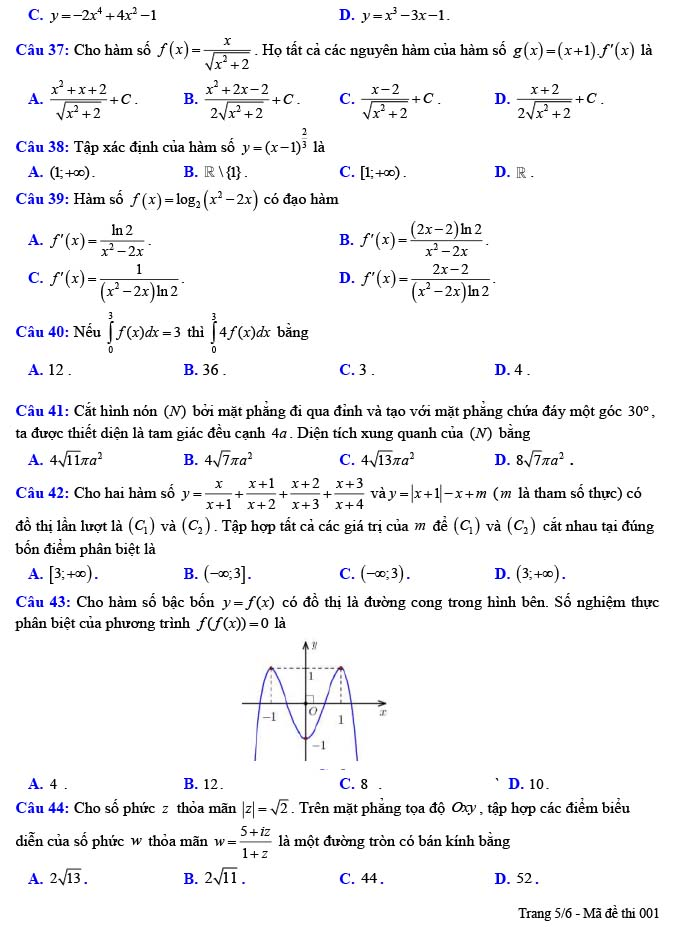 C. y=−2x⁴+4x²−1 D. y=x³−3x−1.
Câu 37: Cho hàm số f(x)=x/√(x²+2). Họ tất cả các nguyên hàm của hàm số g(x)=(x+1).f′(x) là
A. (x²+x+2)/√(x²+2)+C. B. (x²+2x−2)/(2√(x²+2))+C. C. (x−2)/√(x²+2)+C. D. (x+2)/(2√(x²+2))+C.
Câu 38: Tập xác định của hàm số y=(x−1)^(2/3) là
A. (1;+∞). B. ℝ\{1}. C. [1;+∞). D. ℝ.
Câu 39: Hàm số f(x)=log₂(x²−2x) có đạo hàm
A. f′(x)=ln2/(x²−2x). B. f′(x)=(2x−2)ln2/(x²−2x).
C. f′(x)=1/((x²−2x)ln2). D. f′(x)=(2x−2)/((x²−2x)ln2).
Câu 40: Nếu ∫₀³f(x)dx=3 thì ∫₀³4f(x)dx bằng
A. 12. B. 36. C. 3. D. 4.
Câu 41: Cắt hình nón (N) bởi mặt phẳng đi qua đỉnh và tạo với mặt phẳng chứa đáy một góc 30°,
ta được thiết diện là tam giác đều cạnh 4a. Diện tích xung quanh của (N) bằng
A. 4√11πa² B. 4√7πa² C. 4√13πa² D. 8√7πa².
Câu 42: Cho hai hàm số y=x/(x+1)+(x+1)/(x+2)+(x+2)/(x+3)+(x+3)/(x+4) và y=|x+1|−x+m (m là tham số thực) có
đồ thị lần lượt là (C₁) và (C₂). Tập hợp tất cả các giá trị của m để (C₁) và (C₂) cắt nhau tại đúng
bốn điểm phân biệt là
A. [3;+∞). B. (−∞;3]. C. (−∞;3). D. (3;+∞).
Câu 43: Cho hàm số bậc bốn y=f(x) có đồ thị là đường cong trong hình bên. Số nghiệm thực
phân biệt của phương trình f(f(x))=0 là
y
1
−1 O 1 x
−1
A. 4. B. 12. C. 8. D. 10.
Câu 44: Cho số phức z thỏa mãn |z|=√2. Trên mặt phẳng tọa độ Oxy, tập hợp các điểm biểu
diễn của số phức w thỏa mãn w=(5+iz)/(1+z) là một đường tròn có bán kính bằng
A. 2√13. B. 2√11. C. 44. D. 52.
Trang 5/6 - Mã đề thi 001